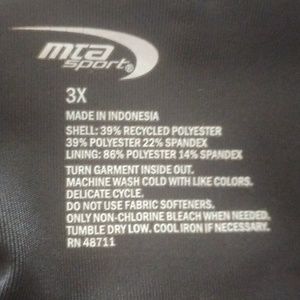 mta
sport®
3X
MADE IN INDONESIA
SHELL: 39% RECYCLED POLYESTER
39% POLYESTER 22% SPANDEX
LINING: 86% POLYESTER 14% SPANDEX
TURN GARMENT INSIDE OUT.
MACHINE WASH COLD WITH LIKE COLORS.
DELICATE CYCLE.
DO NOT USE FABRIC SOFTENERS.
ONLY NON-CHLORINE BLEACH WHEN NEEDED.
TUMBLE DRY LOW. COOL IRON IF NECESSARY.
RN 48711